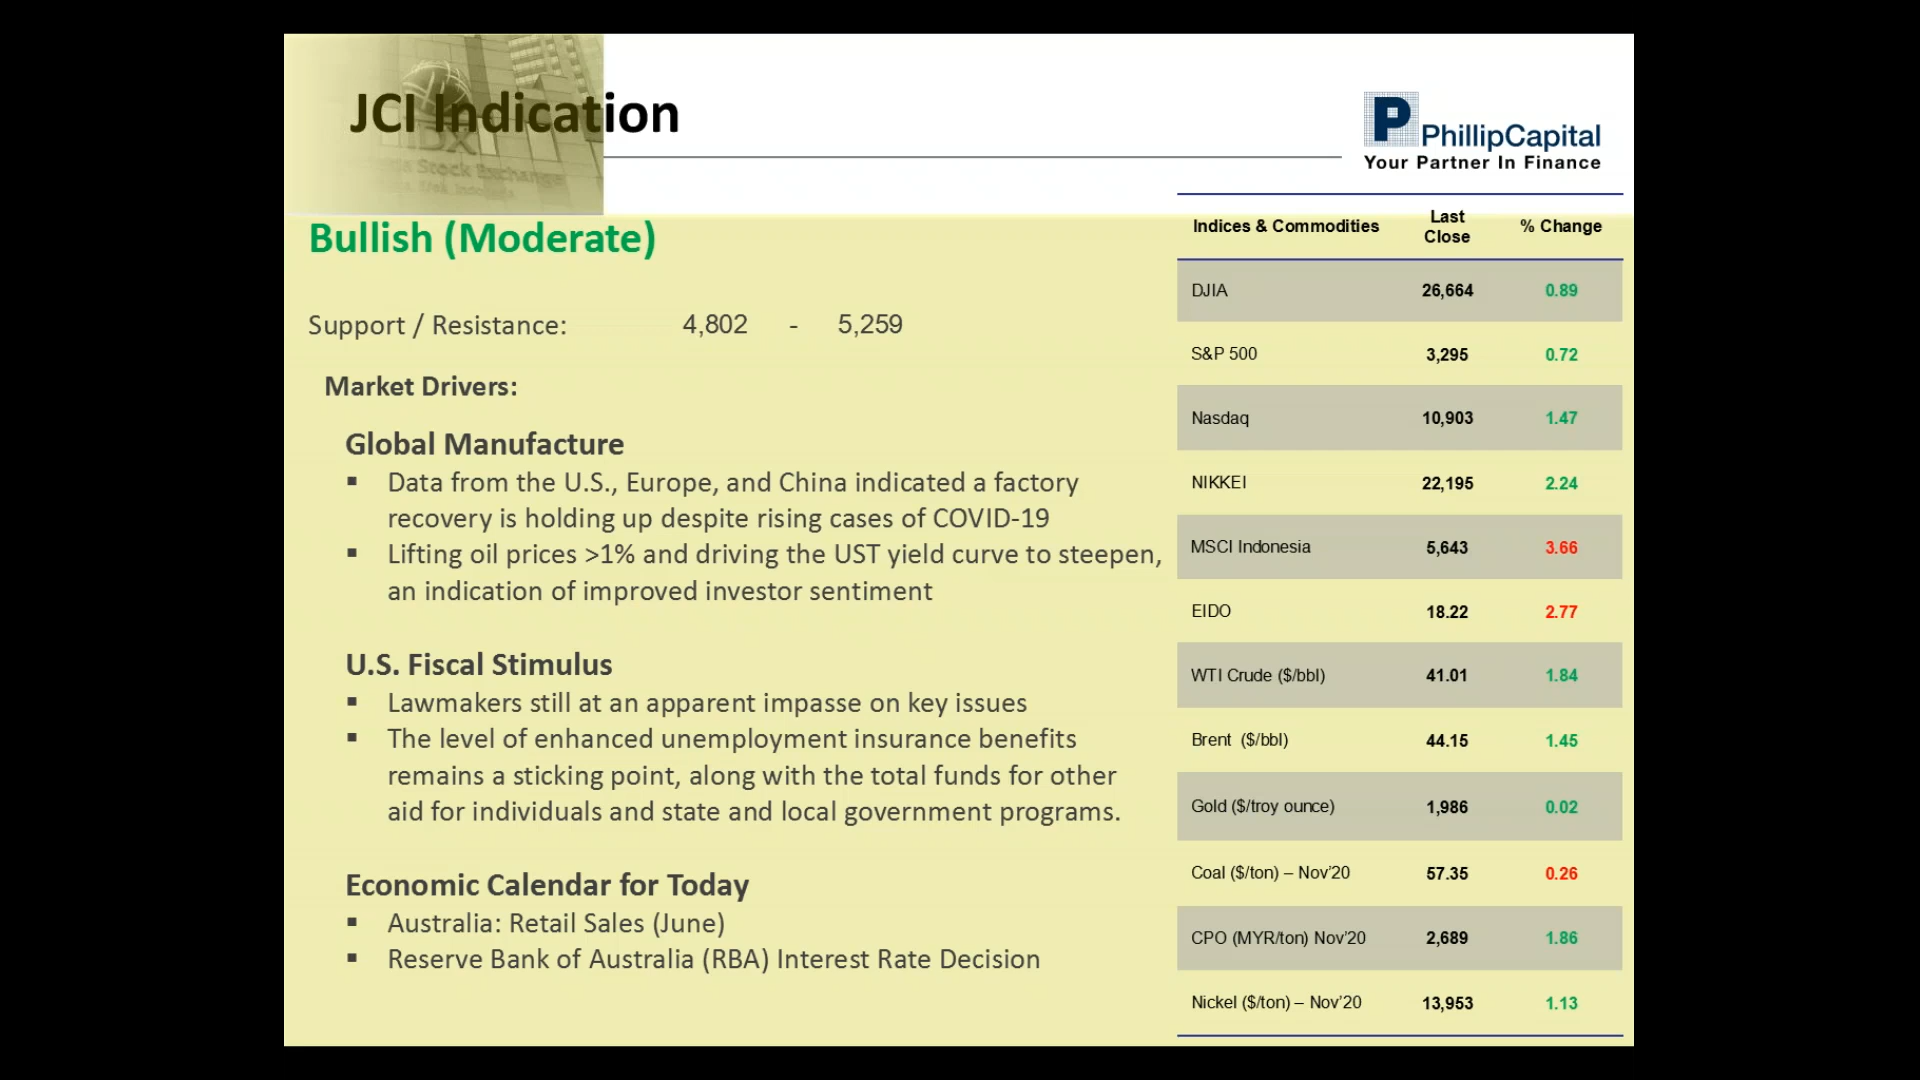 JCI Indication
PhillipCapital
Your Partner In Finance
Bullish (Moderate)
Support / Resistance: 4,802 - 5,259
Market Drivers:
Global Manufacture
▪ Data from the U.S., Europe, and China indicated a factory
recovery is holding up despite rising cases of COVID-19
▪ Lifting oil prices >1% and driving the UST yield curve to steepen,
an indication of improved investor sentiment
U.S. Fiscal Stimulus
▪ Lawmakers still at an apparent impasse on key issues
▪ The level of enhanced unemployment insurance benefits
remains a sticking point, along with the total funds for other
aid for individuals and state and local government programs.
Economic Calendar for Today
▪ Australia: Retail Sales (June)
▪ Reserve Bank of Australia (RBA) Interest Rate Decision
Indices & Commodities Last Close % Change
DJIA 26,664 0.89
S&P 500 3,295 0.72
Nasdaq 10,903 1.47
NIKKEI 22,195 2.24
MSCI Indonesia 5,643 3.66
EIDO 18.22 2.77
WTI Crude ($/bbl) 41.01 1.84
Brent ($/bbl) 44.15 1.45
Gold ($/troy ounce) 1,986 0.02
Coal ($/ton) – Nov’20 57.35 0.26
CPO (MYR/ton) Nov’20 2,689 1.86
Nickel ($/ton) – Nov’20 13,953 1.13